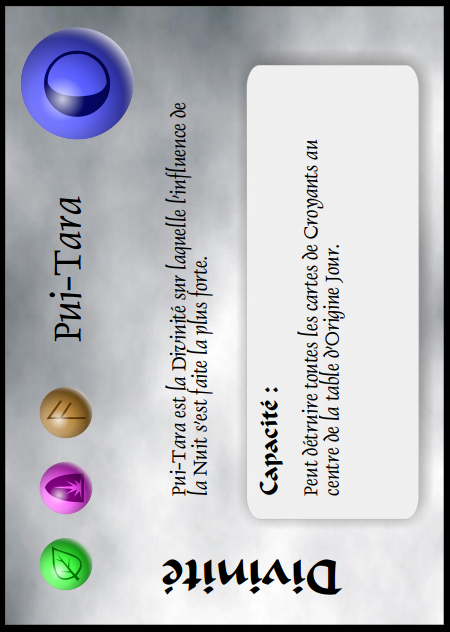 Pui-Tara
Pui-Tara est la Divinité sur laquelle l'influence de
la Nuit s'est faite la plus forte.
Capacité :
Peut détruire toutes les cartes de Croyants au
centre de la table d'Origine Jour.
Divinité